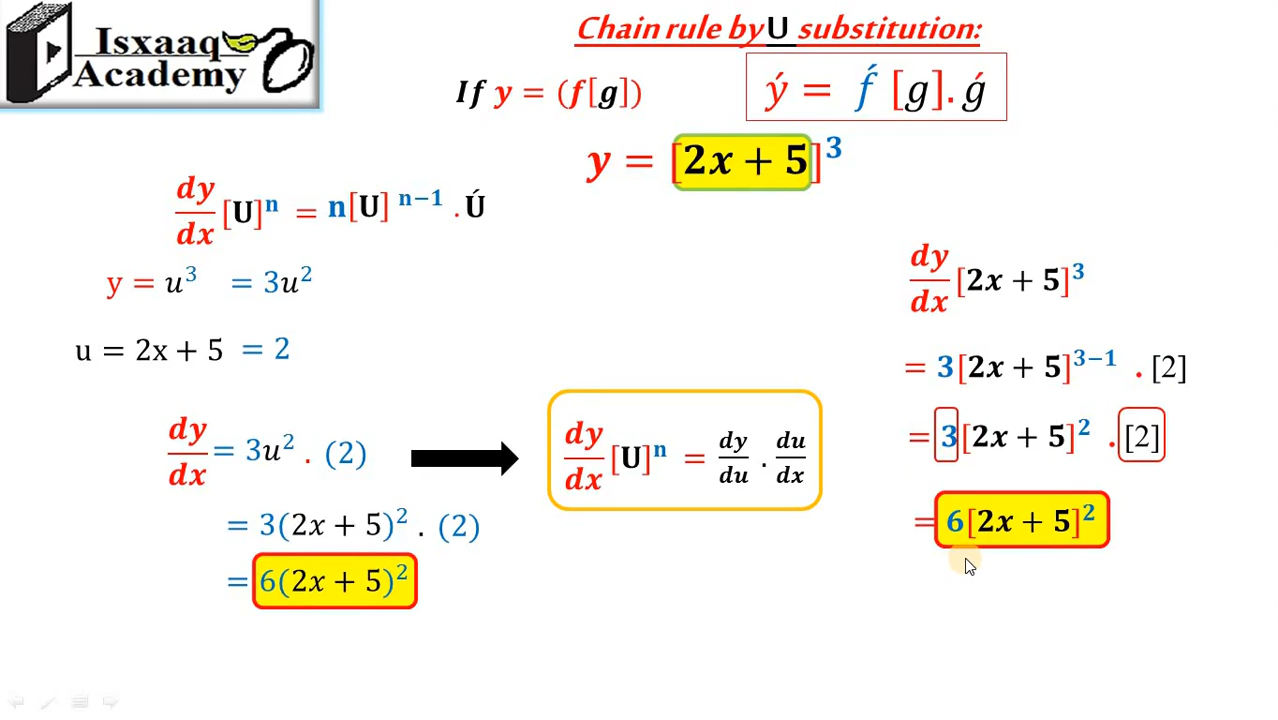 Isxaaq
Academy
Chain rule by U substitution:
If y = (f[g])
ý = f́ [g]. ǵ
y = [2x + 5]³
dy/dx [U]ⁿ = n[U] ⁿ⁻¹ . Ú
y = u³ = 3u²
u = 2x + 5 = 2
dy/dx = 3u² . (2)
= 3(2x + 5)² . (2)
= 6(2x + 5)²
dy/dx [U]ⁿ = dy/du . du/dx
dy/dx [2x + 5]³
= 3[2x + 5]³⁻¹ . [2]
= 3[2x + 5]² . [2]
= 6[2x + 5]²